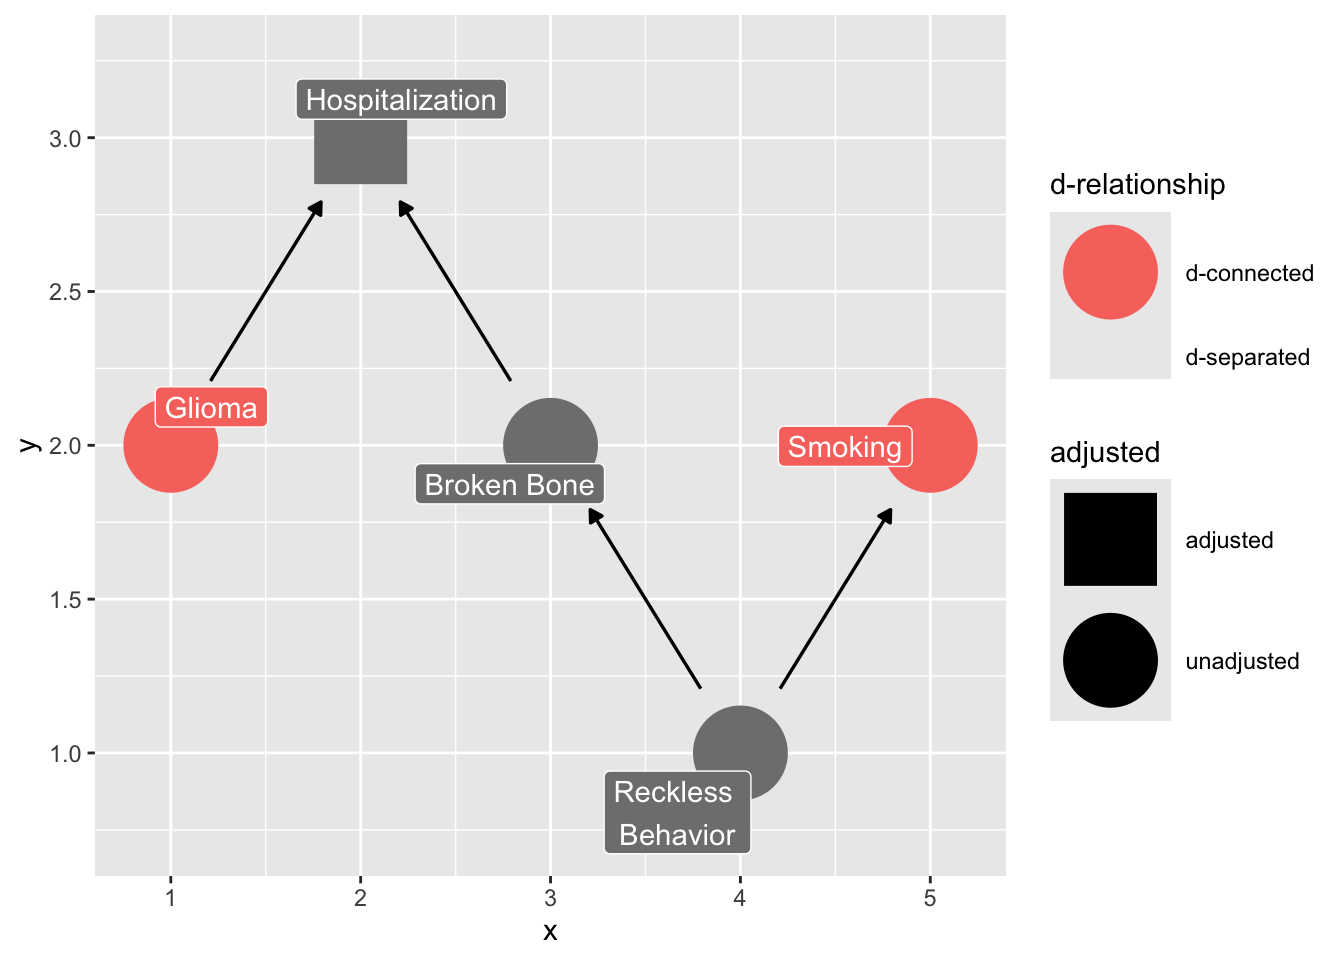 Hospitalization
Glioma
Broken Bone
Smoking
Reckless
Behavior
3.0
2.5
2.0
1.5
1.0
y
1 2 3 4 5
x
d-relationship
d-connected
d-separated
adjusted
adjusted
unadjusted